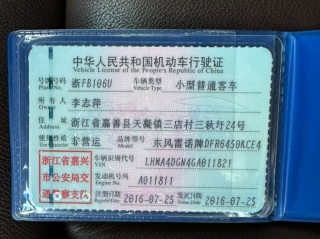 中华人民共和国机动车行驶证
Vehicle License of the People's Republic of China
号牌号码 浙FB106U 车辆类型 小型普通客车
Plate No. Vehicle Type
所有人 李志萍
Owner
住址 浙江省嘉善县天凝镇三店村三秋圩24号
Address
使用性质 非营运 品牌型号 东风雷诺牌DFR6450KCE4
Use Character Model
浙江省嘉兴市公安局交通警察支队
车辆识别代号 LHMA4DGN4GA011821
VIN
发动机号码 A011811
Engine No.
注册日期 2016-07-25 发证日期 2016-07-25
Register Date Issue Date